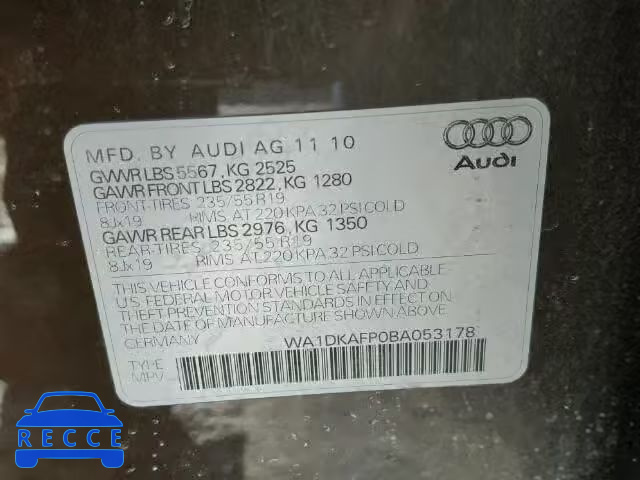 MFD. BY AUDI AG 11 10
GVWR LBS 5567, KG 2525
GAWR FRONT LBS 2822, KG 1280
FRONT-TIRES 235/55 R19
8Jx19 RIMS, AT 220 KPA, 32 PSI COLD
GAWR REAR LBS 2976, KG 1350
REAR-TIRES 235/55 R19
8Jx19 RIMS AT 220 KPA, 32 PSI COLD
Audi
THIS VEHICLE CONFORMS TO ALL APPLICABLE
U.S. FEDERAL MOTOR VEHICLE SAFETY AND
THEFT PREVENTION STANDARDS IN EFFECT ON
THE DATE OF MANUFACTURE SHOWN ABOVE.
GERMANY
WA1DKAFP0BA053178
TYPE
MPV
RECCE